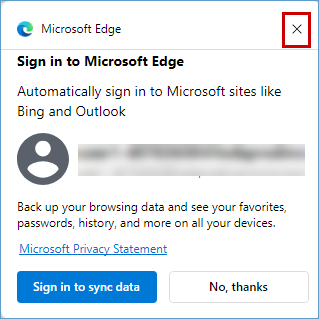 Microsoft Edge
Sign in to Microsoft Edge
Automatically sign in to Microsoft sites like
Bing and Outlook
Back up your browsing data and see your favorites,
passwords, history, and more on all your devices.
Microsoft Privacy Statement
Sign in to sync data
No, thanks